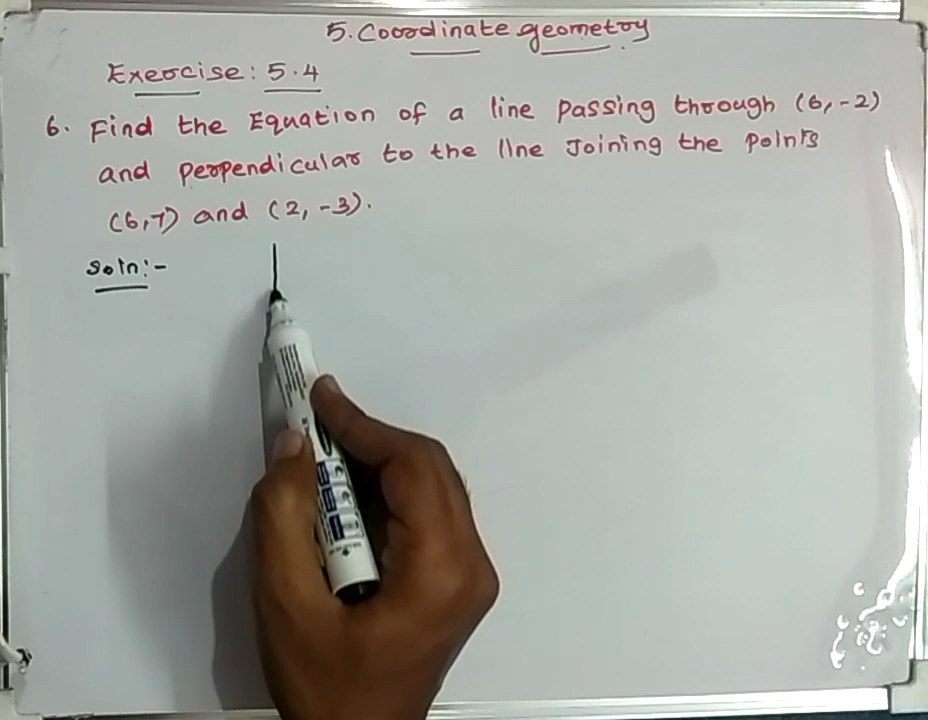 5. Coordinate geometry
Exercise: 5.4
6. Find the Equation of a line passing through (6, -2)
and perpendicular to the line Joining the points
(6,7) and (2, -3).
Soln:-